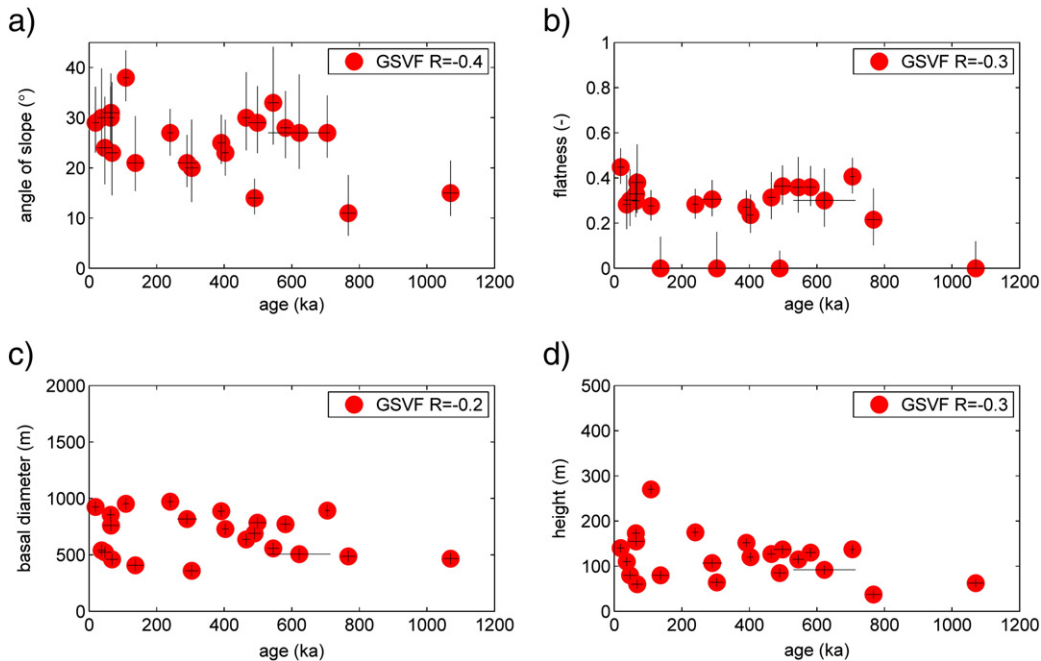 a)
GSVF R=-0.4
40
30
20
10
0
angle of slope (°)
0 200 400 600 800 1000 1200
age (ka)
b)
GSVF R=-0.3
1
0.8
0.6
0.4
0.2
0
flatness (-)
0 200 400 600 800 1000 1200
age (ka)
c)
GSVF R=-0.2
2000
1500
1000
500
0
basal diameter (m)
0 200 400 600 800 1000 1200
age (ka)
d)
GSVF R=-0.3
500
400
300
200
100
0
height (m)
0 200 400 600 800 1000 1200
age (ka)